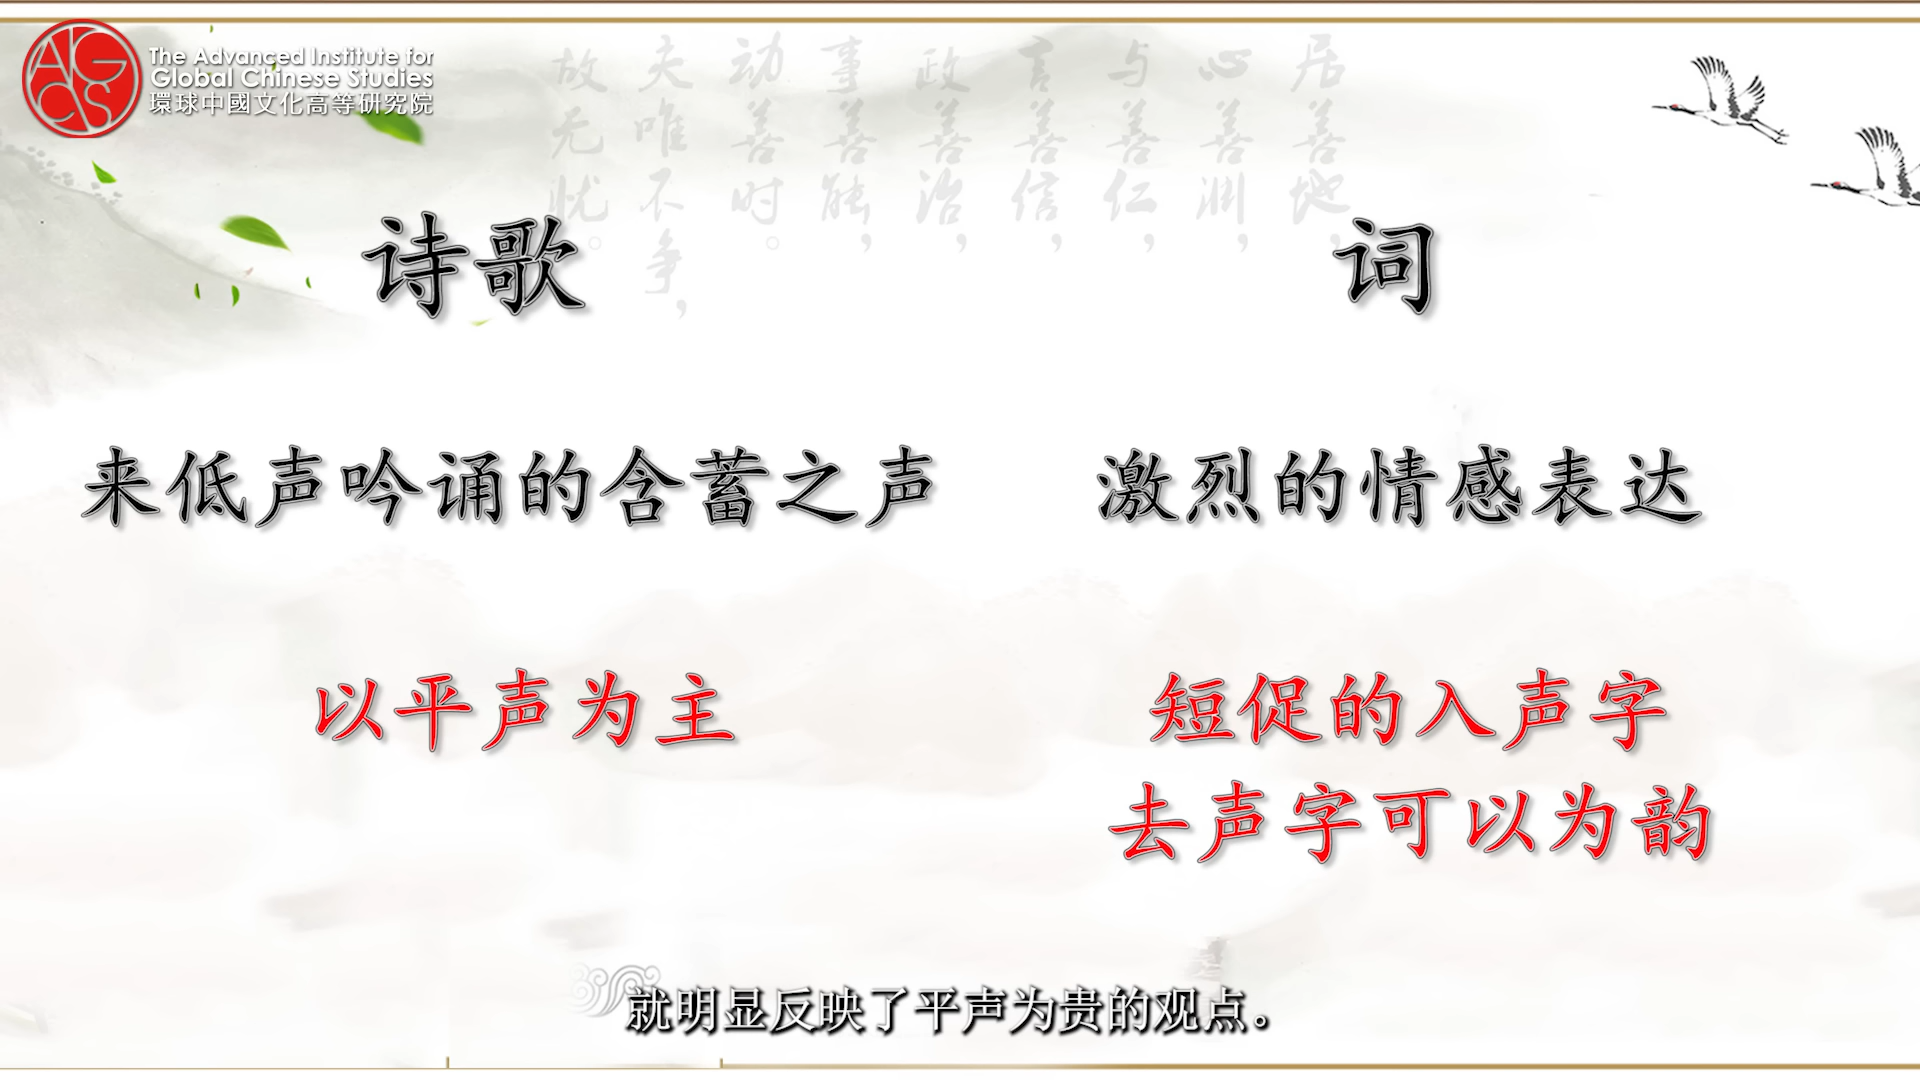 The Advanced Institute for
Global Chinese Studies
環球中國文化高等研究院
居善地，
心善渊，
与善仁，
言善信，
政善治，
事善能，
动善时。
夫唯不争，
故无忧。
诗歌
词
来低声吟诵的含蓄之声
激烈的情感表达
以平声为主
短促的入声字
去声字可以为韵
就明显反映了平声为贵的观点。